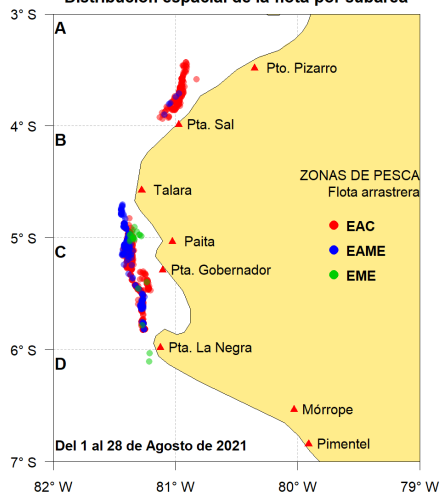 Distribución espacial de la flota por subárea
3° S
A
Pto. Pizarro
4° S
Pta. Sal
B
ZONAS DE PESCA
Flota arrastrera
Talara
EAC
5° S
Paita
EAME
C
Pta. Gobernador
EME
6° S
Pta. La Negra
D
Mórrope
Del 1 al 28 de Agosto de 2021
Pimentel
7° S
82° W
81° W
80° W
79° W